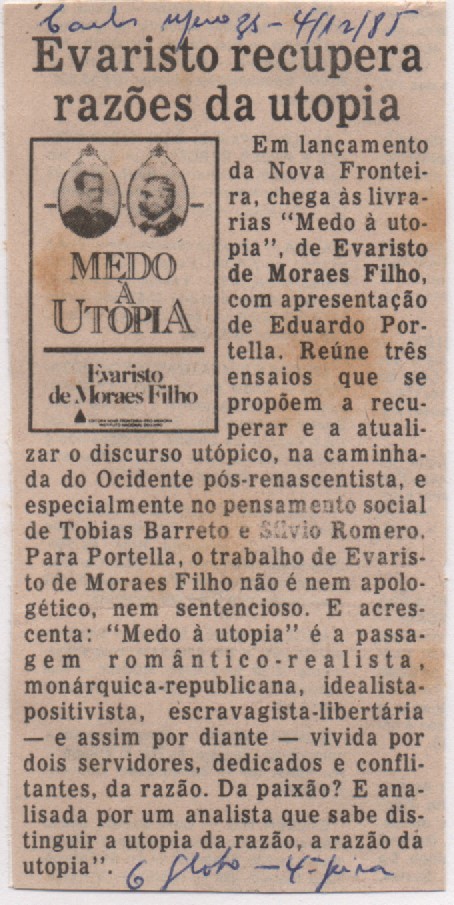 4/12/85
Evaristo recupera
razões da utopia
MEDO
À
UTOPIA
Evaristo
de Moraes Filho
Em lançamento
da Nova Frontei-
ra, chega às livra-
rias “Medo à uto-
pia”, de Evaristo
de Moraes Filho,
com apresentação
de Eduardo Por-
tella. Reúne três
ensaios que se
propõem a recu-
perar e a atuali-
zar o discurso utópico, na caminha-
da do Ocidente pós-renascentista, e
especialmente no pensamento social
de Tobias Barreto e Sílvio Romero.
Para Portella, o trabalho de Evaris-
to de Moraes Filho não é nem apolo-
gético, nem sentencioso. E acres-
centa: “Medo à utopia” é a passa-
gem romântico-realista,
monárquica-republicana, idealista-
positivista, escravagista-libertária
— e assim por diante — vivida por
dois servidores, dedicados e confli-
tantes, da razão. Da paixão? E ana-
lisada por um analista que sabe dis-
tinguir a utopia da razão, a razão da
utopia”.
O Globo — 4ª-feira